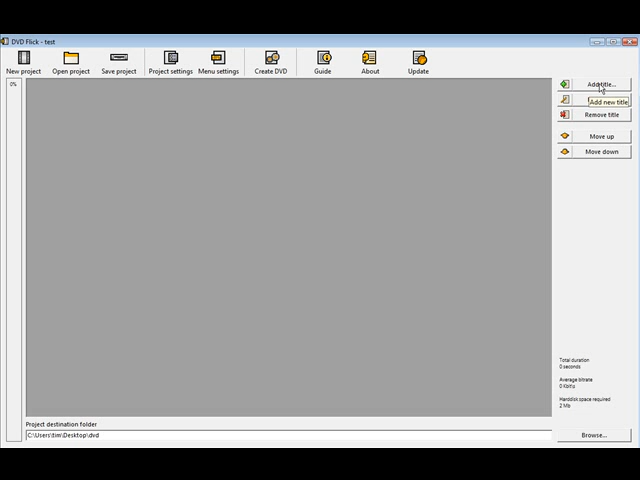 DVD Flick - test
New project
Open project
Save project
Project settings
Menu settings
Create DVD
Guide
About
Update
0%
Add title...
Add new title
Remove title
Move up
Move down
Total duration
0 seconds
Average bitrate
0 Kbit\s
Harddisk space required
2 Mb
Project destination folder
C:\Users\tim\Desktop\dvd
Browse...